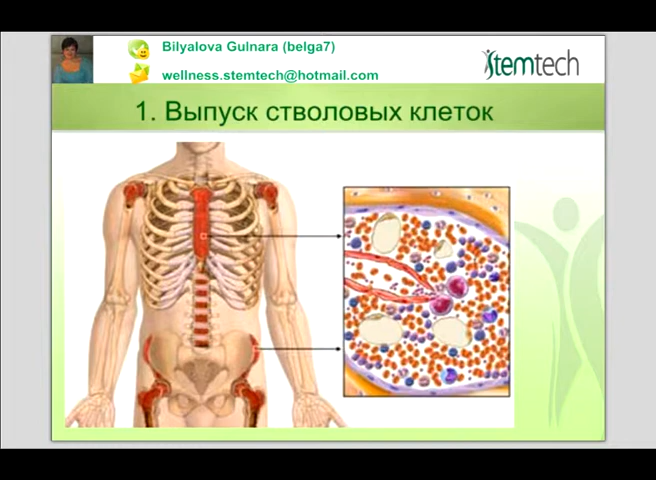 Bilyalova Gulnara (belga7)
wellness.stemtech@hotmail.com
stemtech
1. Выпуск стволовых клеток